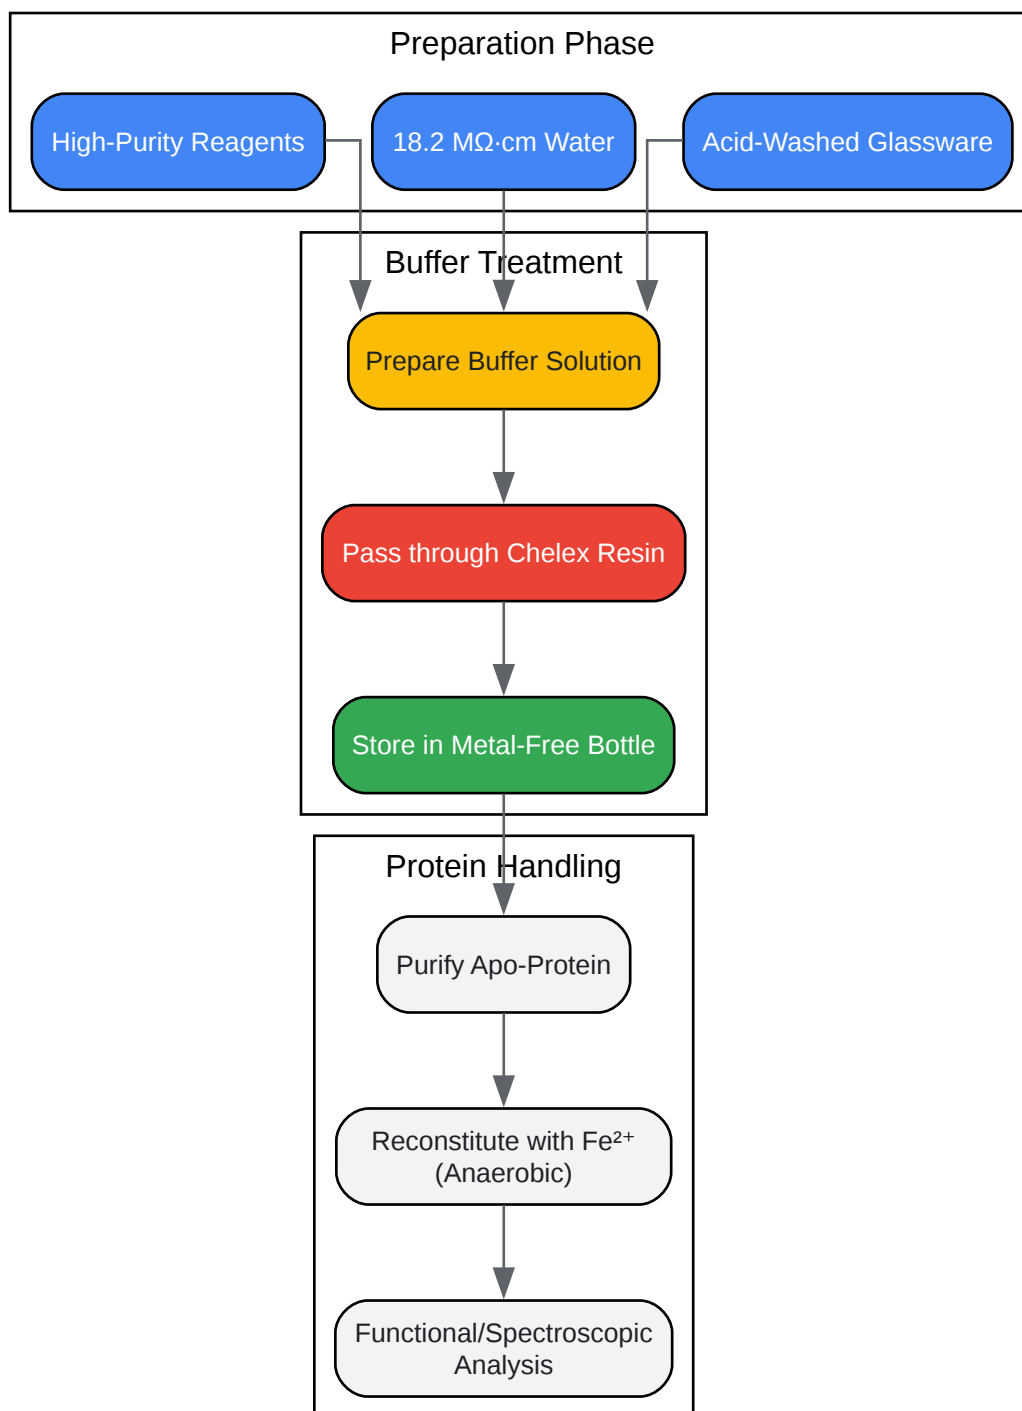 Preparation Phase
High-Purity Reagents
18.2 MΩ·cm Water
Acid-Washed Glassware
Buffer Treatment
Prepare Buffer Solution
Pass through Chelex Resin
Store in Metal-Free Bottle
Protein Handling
Purify Apo-Protein
Reconstitute with Fe²⁺
(Anaerobic)
Functional/Spectroscopic
Analysis